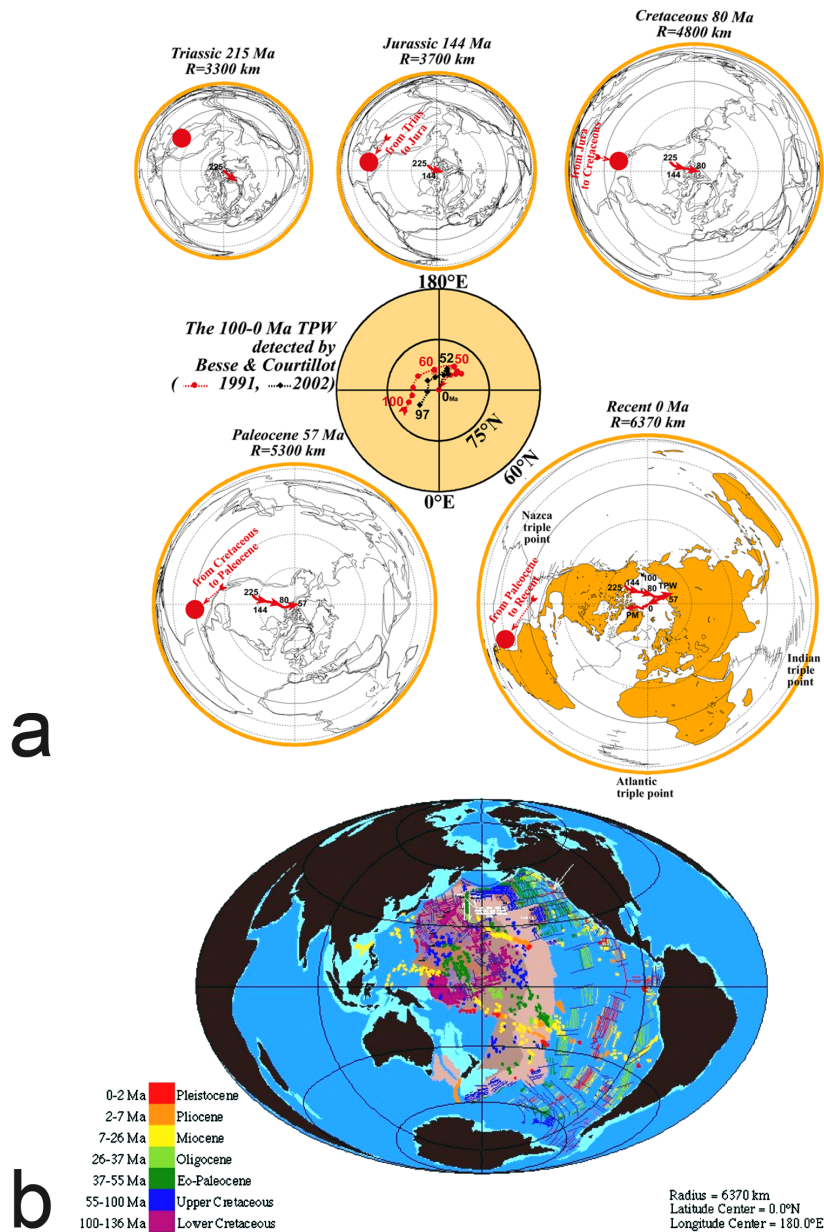 Triassic 215 Ma
R=3300 km
Jurassic 144 Ma
R=3700 km
Cretaceous 80 Ma
R=4800 km
225
from Trias
to Jura
225
144
from Jura
to Cretaceous
225
144
80
180°E
The 100-0 Ma TPW
detected by
Besse & Courtillot
( 1991, 2002)
60
52
50
100
97
0Ma
75°N
60°N
0°E
Paleocene 57 Ma
R=5300 km
from Cretaceous
to Paleocene
225
144
80
57
Recent 0 Ma
R=6370 km
Nazca
triple
point
from Paleocene
to Recent
225
144
100
80
TPW
57
0
PM
Indian
triple
point
Atlantic
triple point
a
0-2 Ma Pleistocene
2-7 Ma Pliocene
7-26 Ma Miocene
26-37 Ma Oligocene
37-55 Ma Eo-Paleocene
55-100 Ma Upper Cretaceous
100-136 Ma Lower Cretaceous
b
Radius = 6370 km
Latitude Center = 0.0°N
Longitude Center = 180.0°E